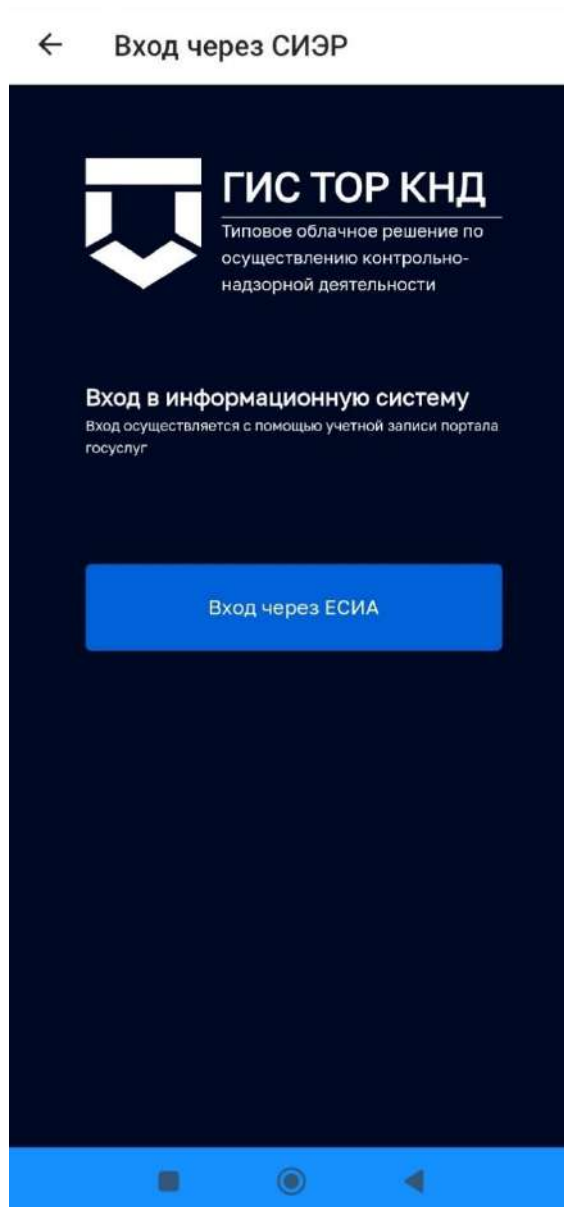 Вход через СИЭР
ГИС ТОР КНД
Типовое облачное решение по
осуществлению контрольно-
надзорной деятельности
Вход в информационную систему
Вход осуществляется с помощью учетной записи портала
госуслуг
Вход через ЕСИА